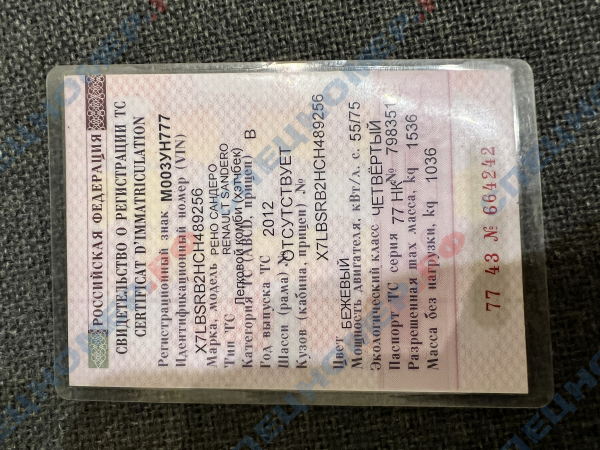 РОССИЙСКАЯ ФЕДЕРАЦИЯ
СВИДЕТЕЛЬСТВО О РЕГИСТРАЦИИ ТС
CERTIFICAT D'IMMATRICULATION
Регистрационный знак М003УН777
Идентификационный номер (VIN)
X7LBSRB2HCH489256
Марка, модель РЕНО САНДЕРО
RENAULT SANDERO
Тип ТС Легковой комби (хэтчбек)
Категория ТС (ABCD, прицеп) B
Год выпуска ТС 2012
Шасси (рама) № ОТСУТСТВУЕТ
Кузов (кабина, прицеп) №
X7LBSRB2HCH489256
Цвет БЕЖЕВЫЙ
Мощность двигателя, кВт/л. с. 55/75
Экологический класс ЧЕТВЁРТЫЙ
Паспорт ТС серия 77 НК № 798351
Разрешенная max масса, kg 1536
Масса без нагрузки, kg 1036
77 43 № 664242